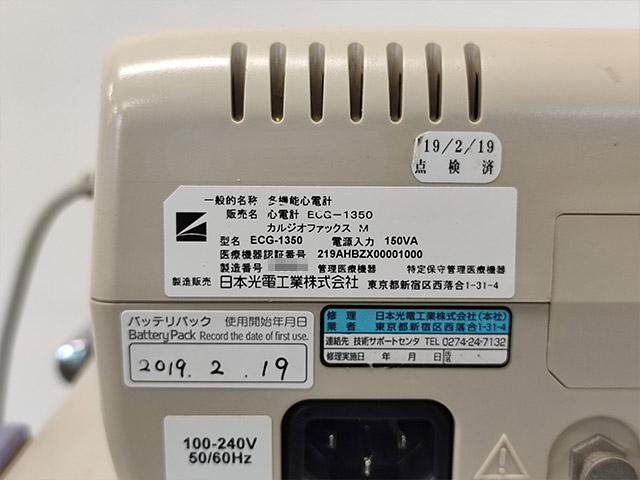 19/2/19
点検済
一般的名称 多機能心電計
販売名 心電計 ECG-1350
カルジオファックス M
型名 ECG-1350 電源入力 150VA
医療機器認証番号 219AHBZX00001000
製造番号 管理医療機器 特定保守管理医療機器
製造販売 日本光電工業株式会社 東京都新宿区西落合1-31-4
バッテリパック 使用開始年月日
Battery Pack Record the date of first use.
2019. 2. 19
修理業者 日本光電工業株式会社(本社)
東京都新宿区西落合1-31-4
連絡先 技術サポートセンタ TEL 0274-24-7132
修理実施日 年 月 日 氏名
100-240V
50/60Hz